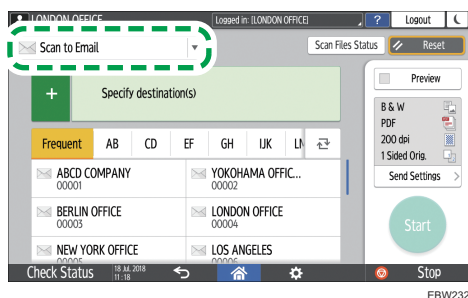 LONDON OFFICE
Logged in: [LONDON OFFICE]
?
Logout
Scan to Email
Scan Files Status
Reset
+
Specify destination(s)
Preview
B & W
PDF
200 dpi
1 Sided Orig.
Frequent
AB
CD
EF
GH
IJK
Send Settings
ABCD COMPANY
00001
YOKOHAMA OFFIC...
00002
BERLIN OFFICE
00003
LONDON OFFICE
00004
Start
NEW YORK OFFICE
LOS ANGELES
Check Status
18 Jul. 2018
11:18
Stop
EBW232